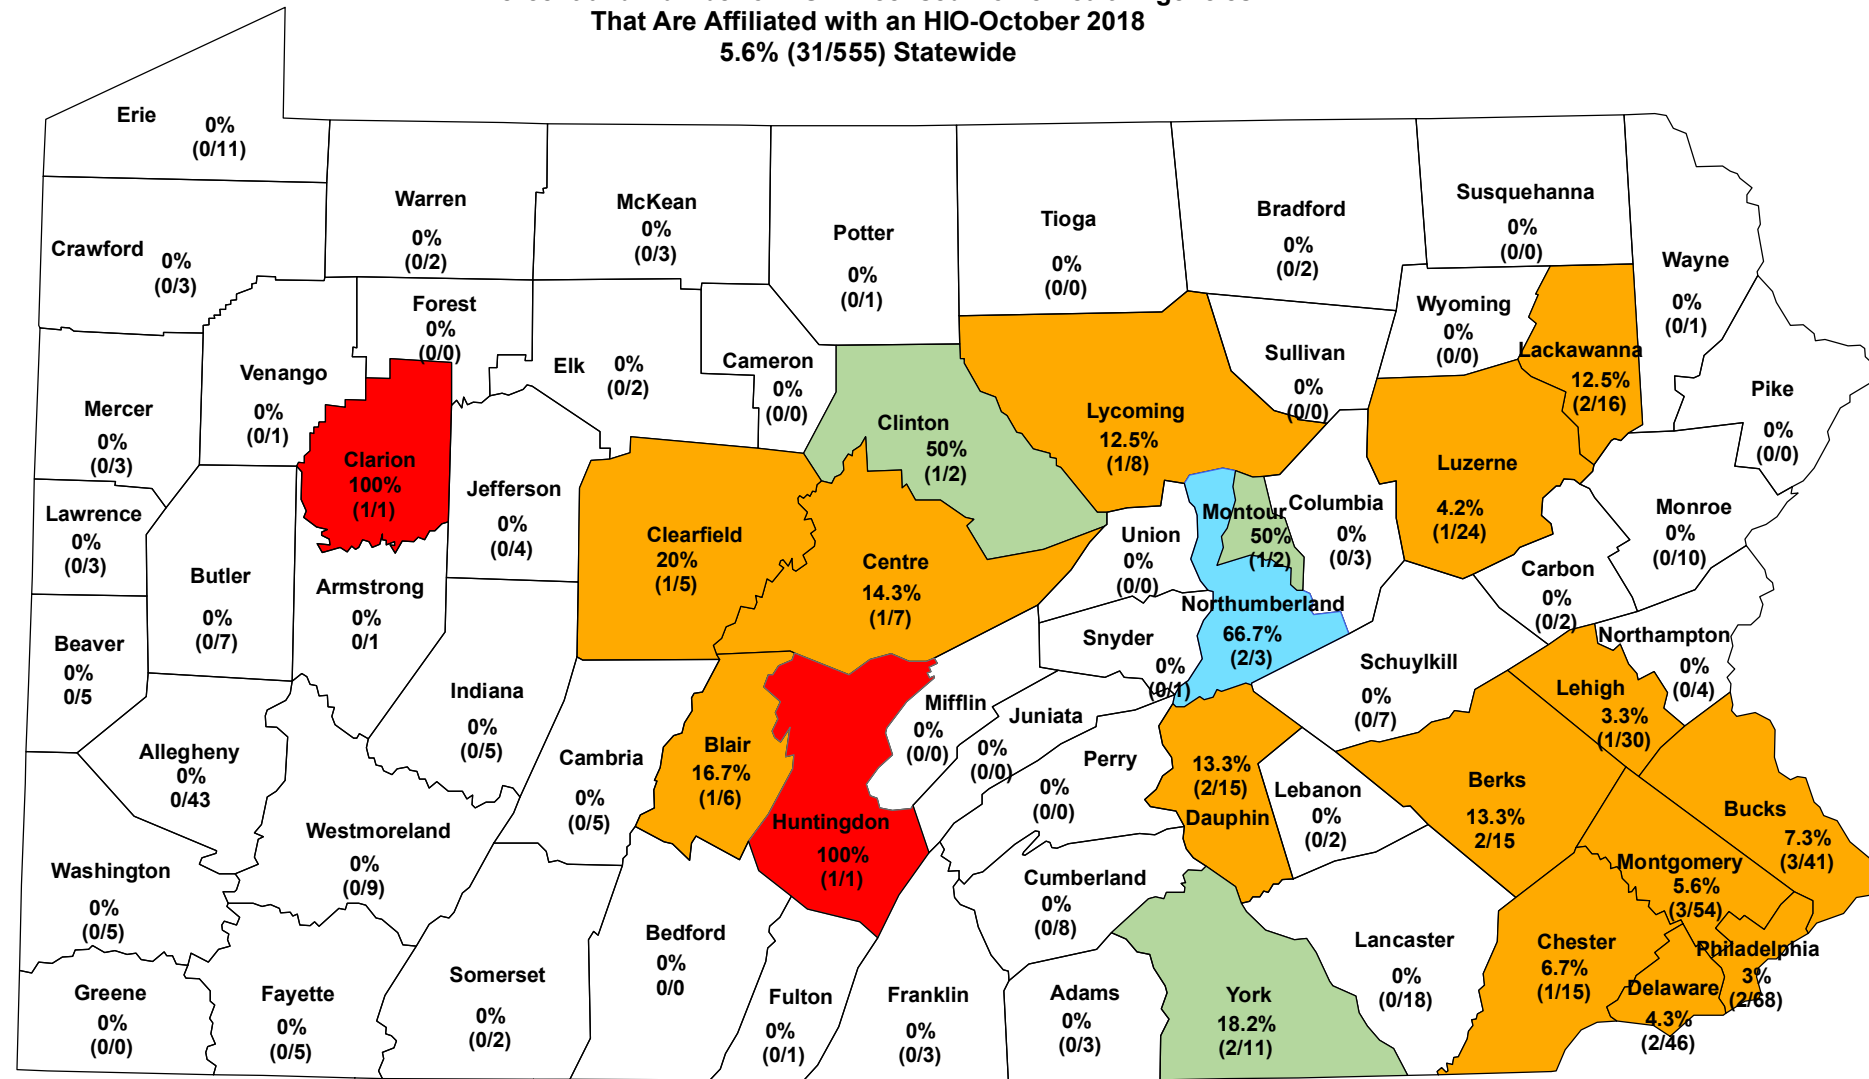 That Are Affiliated with an HIO-October 2018
5.6% (31/555) Statewide
Erie
0%
(0/11)
Warren
0%
(0/2)
McKean
0%
(0/3)
Potter
0%
(0/1)
Tioga
0%
(0/0)
Bradford
0%
(0/2)
Susquehanna
0%
(0/0)
Wayne
0%
(0/1)
Crawford
0%
(0/3)
Forest
0%
(0/0)
Elk
0%
(0/2)
Cameron
0%
(0/0)
Sullivan
0%
(0/0)
Wyoming
0%
(0/0)
Lackawanna
12.5%
(2/16)
Pike
0%
(0/0)
Mercer
0%
(0/3)
Venango
0%
(0/1)
Clarion
100%
(1/1)
Jefferson
0%
(0/4)
Clearfield
20%
(1/5)
Clinton
50%
(1/2)
Centre
14.3%
(1/7)
Lycoming
12.5%
(1/8)
Union
0%
(0/0)
Montour
50%
(1/2)
Columbia
0%
(0/3)
Luzerne
4.2%
(1/24)
Monroe
0%
(0/10)
Carbon
0%
(0/2)
Lawrence
0%
(0/3)
Butler
0%
(0/7)
Armstrong
0%
0/1
Beaver
0%
0/5
Indiana
0%
(0/5)
Snyder
0%
(0/1)
Northumberland
66.7%
(2/3)
Schuylkill
0%
(0/7)
Northampton
0%
(0/4)
Lehigh
3.3%
(1/30)
Allegheny
0%
0/43
Cambria
0%
(0/5)
Blair
16.7%
(1/6)
Huntingdon
100%
(1/1)
Mifflin
0%
(0/0)
Juniata
0%
(0/0)
Perry
0%
(0/0)
13.3%
(2/15)
Dauphin
Lebanon
0%
(0/2)
Berks
13.3%
2/15
Bucks
7.3%
(3/41)
Montgomery
5.6%
(3/54)
Washington
0%
(0/5)
Westmoreland
0%
(0/9)
Cumberland
0%
(0/8)
Lancaster
0%
(0/18)
Chester
6.7%
(1/15)
Philadelphia
3%
(2/68)
Delaware
4.3%
(2/46)
Greene
0%
(0/0)
Fayette
0%
(0/5)
Somerset
0%
(0/2)
Bedford
0%
0/0
Fulton
0%
(0/1)
Franklin
0%
(0/3)
Adams
0%
(0/3)
York
18.2%
(2/11)